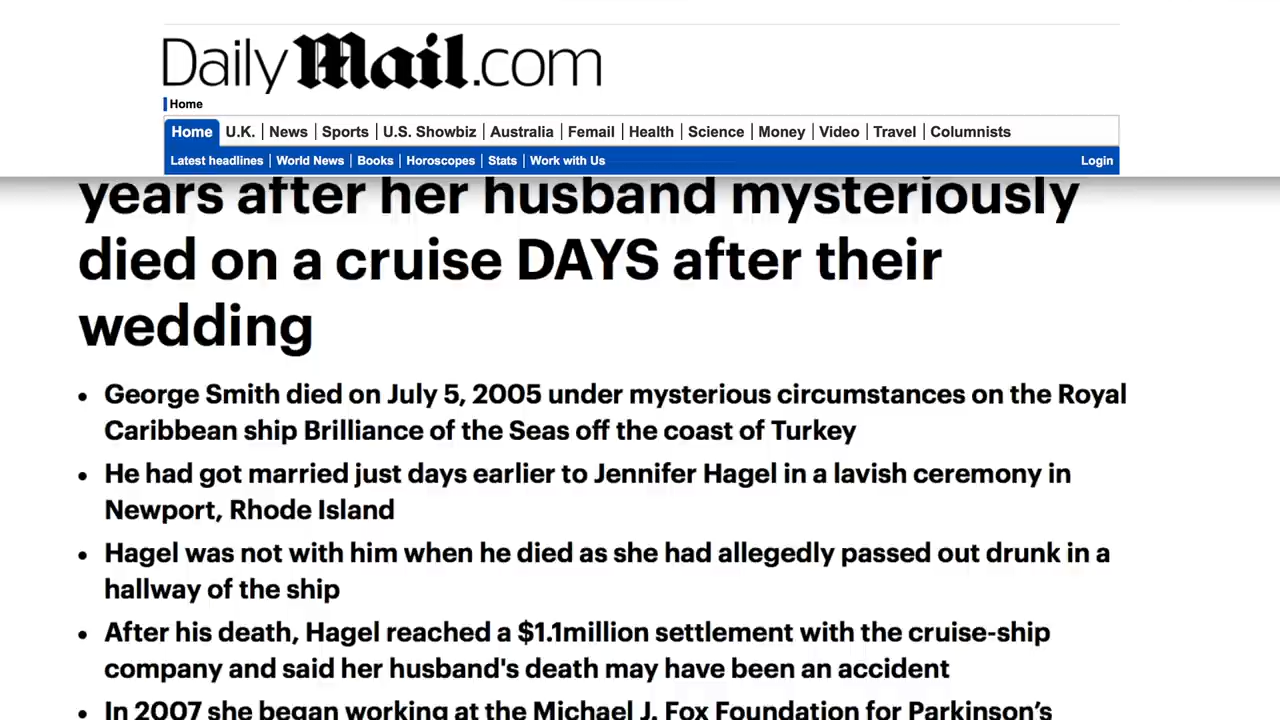 DailyMail.com
Home
Home U.K. News Sports U.S. Showbiz Australia Femail Health Science Money Video Travel Columnists
Latest headlines World News Books Horoscopes Stats Work with Us Login
years after her husband mysteriously
died on a cruise DAYS after their
wedding
• George Smith died on July 5, 2005 under mysterious circumstances on the Royal
Caribbean ship Brilliance of the Seas off the coast of Turkey
• He had got married just days earlier to Jennifer Hagel in a lavish ceremony in
Newport, Rhode Island
• Hagel was not with him when he died as she had allegedly passed out drunk in a
hallway of the ship
• After his death, Hagel reached a $1.1million settlement with the cruise-ship
company and said her husband's death may have been an accident
• In 2007 she began working at the Michael J. Fox Foundation for Parkinson’s